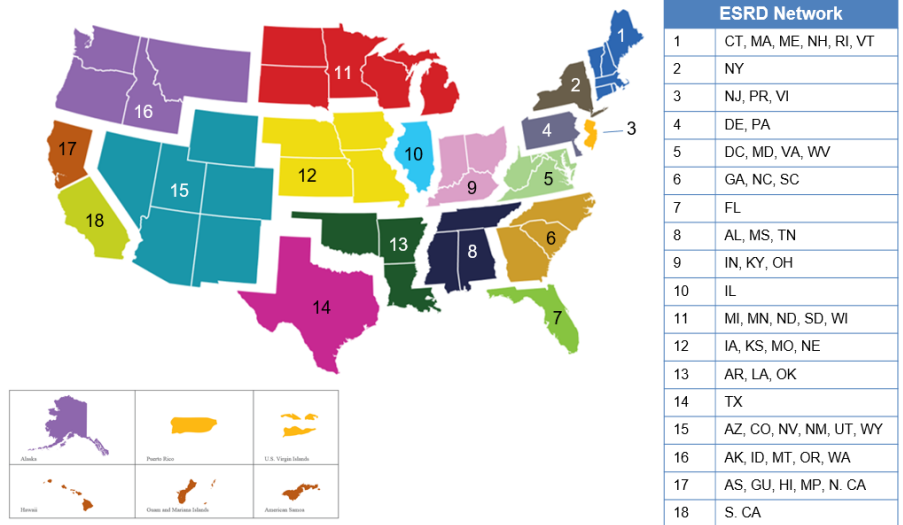 1
2
3
4
5
6
7
8
9
10
11
12
13
14
15
16
17
18
Alaska
Puerto Rico
U.S. Virgin Islands
Hawaii
Guam and Mariana Islands
American Samoa
ESRD Network
1 CT, MA, ME, NH, RI, VT
2 NY
3 NJ, PR, VI
4 DE, PA
5 DC, MD, VA, WV
6 GA, NC, SC
7 FL
8 AL, MS, TN
9 IN, KY, OH
10 IL
11 MI, MN, ND, SD, WI
12 IA, KS, MO, NE
13 AR, LA, OK
14 TX
15 AZ, CO, NV, NM, UT, WY
16 AK, ID, MT, OR, WA
17 AS, GU, HI, MP, N. CA
18 S. CA